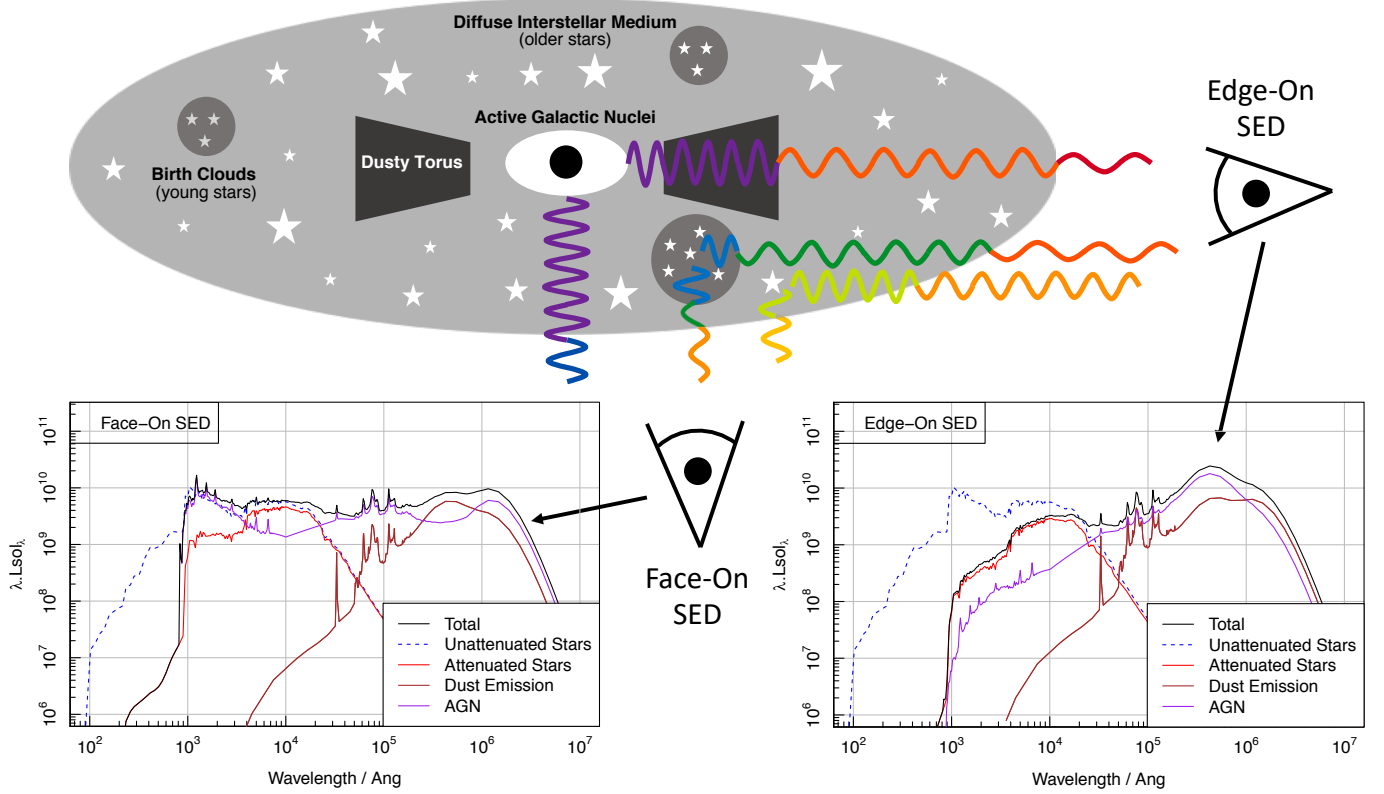 Diffuse Interstellar Medium
(older stars)
Edge-On
SED
Active Galactic Nuclei
Dusty Torus
Birth Clouds
(young stars)
Face-On
SED
Face−On SED
λ.Lsolλ
10⁶
10⁷
10⁸
10⁹
10¹⁰
10¹¹
Total
Unattenuated Stars
Attenuated Stars
Dust Emission
AGN
10² 10³ 10⁴ 10⁵ 10⁶ 10⁷
Wavelength / Ang
Edge−On SED
λ.Lsolλ
10⁶
10⁷
10⁸
10⁹
10¹⁰
10¹¹
Total
Unattenuated Stars
Attenuated Stars
Dust Emission
AGN
10² 10³ 10⁴ 10⁵ 10⁶ 10⁷
Wavelength / Ang